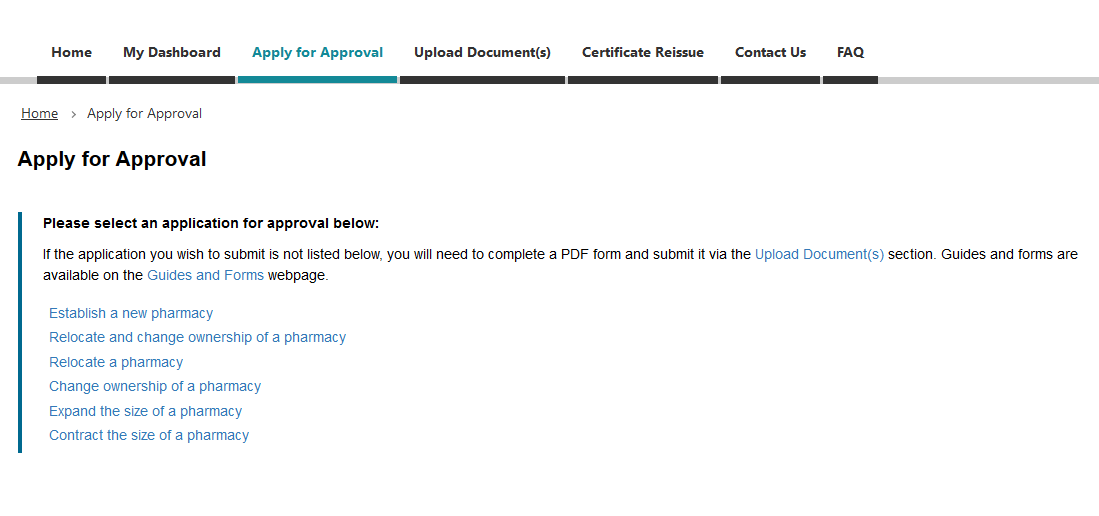 Home My Dashboard Apply for Approval Upload Document(s) Certificate Reissue Contact Us FAQ
Home › Apply for Approval
Apply for Approval
Please select an application for approval below:
If the application you wish to submit is not listed below, you will need to complete a PDF form and submit it via the Upload Document(s) section. Guides and forms are
available on the Guides and Forms webpage.
Establish a new pharmacy
Relocate and change ownership of a pharmacy
Relocate a pharmacy
Change ownership of a pharmacy
Expand the size of a pharmacy
Contract the size of a pharmacy